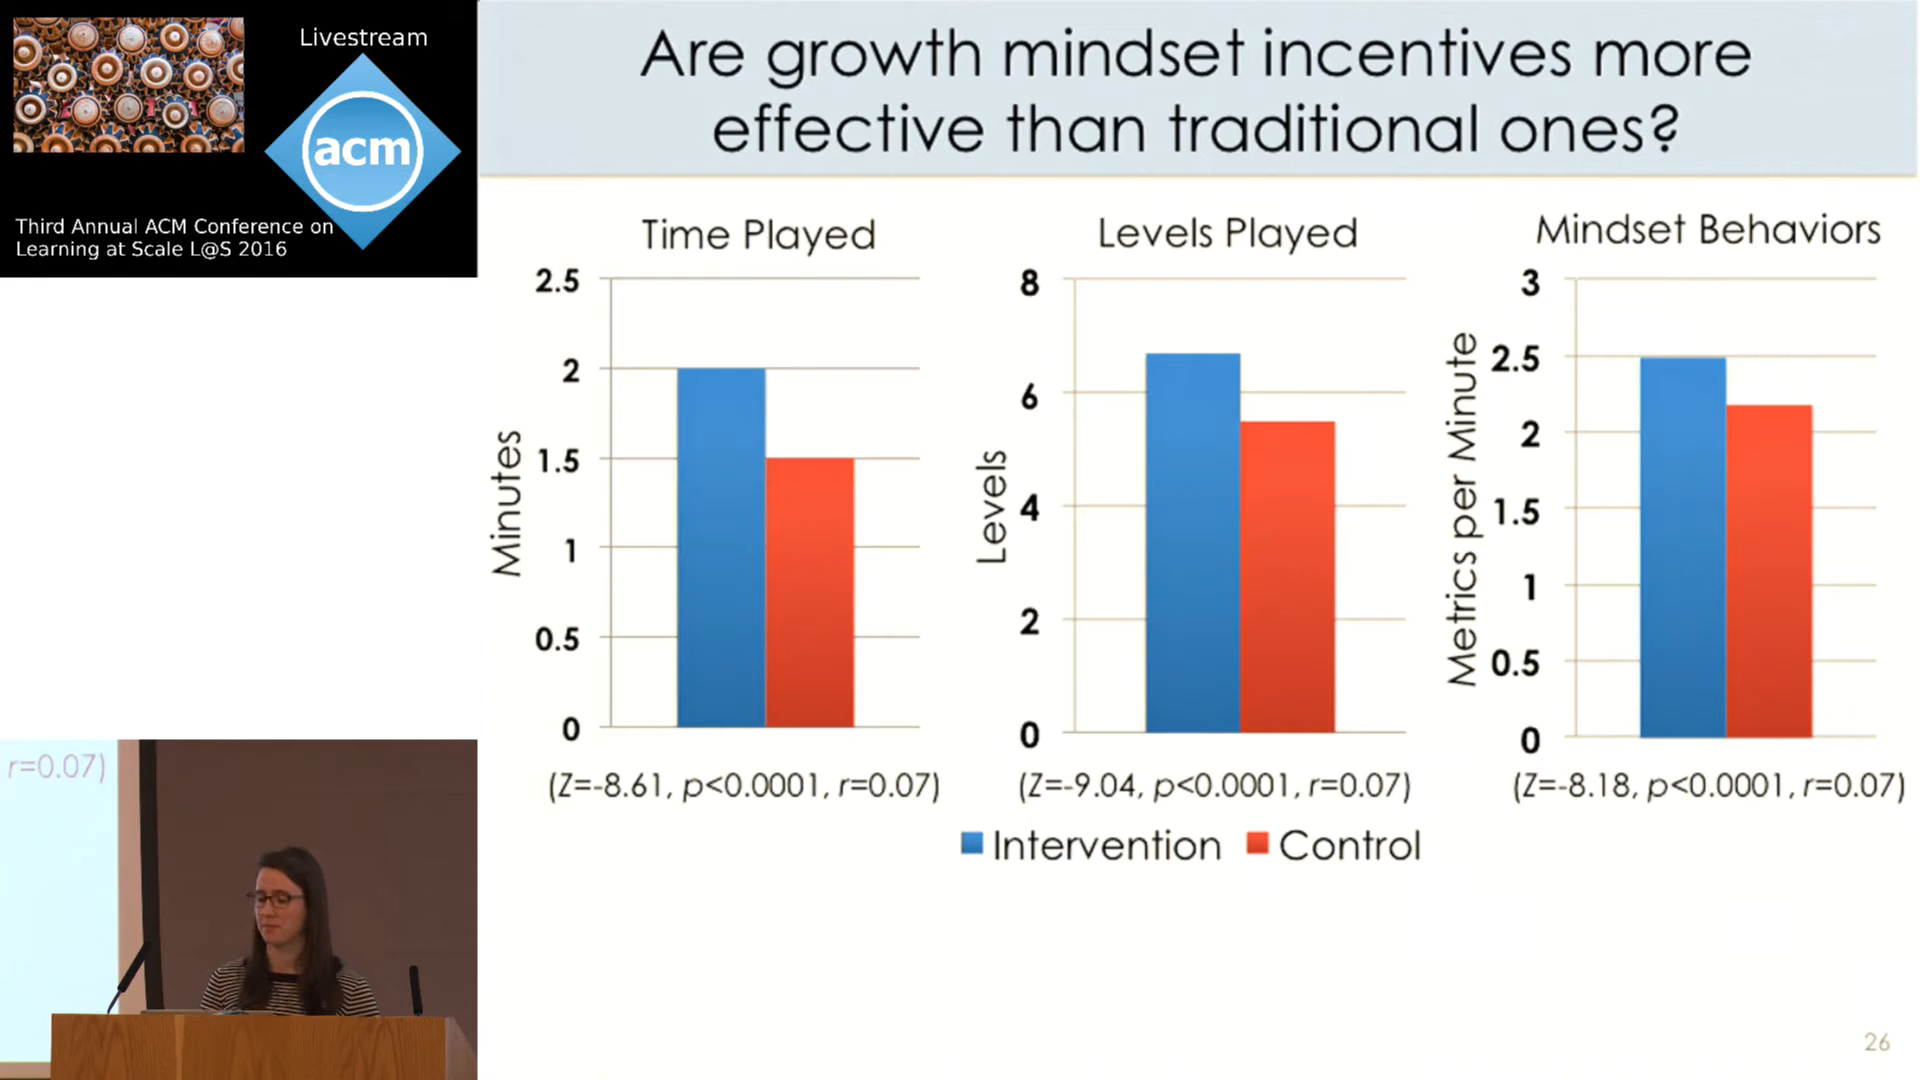 Livestream
acm
Third Annual ACM Conference on
Learning at Scale L@S 2016
Are growth mindset incentives more
effective than traditional ones?
Time Played
2.5
2
1.5
1
0.5
0
Minutes
(Z=-8.61, p<0.0001, r=0.07)
Levels Played
8
6
4
2
0
Levels
(Z=-9.04, p<0.0001, r=0.07)
Mindset Behaviors
3
2.5
2
1.5
1
0.5
0
Metrics per Minute
(Z=-8.18, p<0.0001, r=0.07)
Intervention
Control
26
r=0.07)